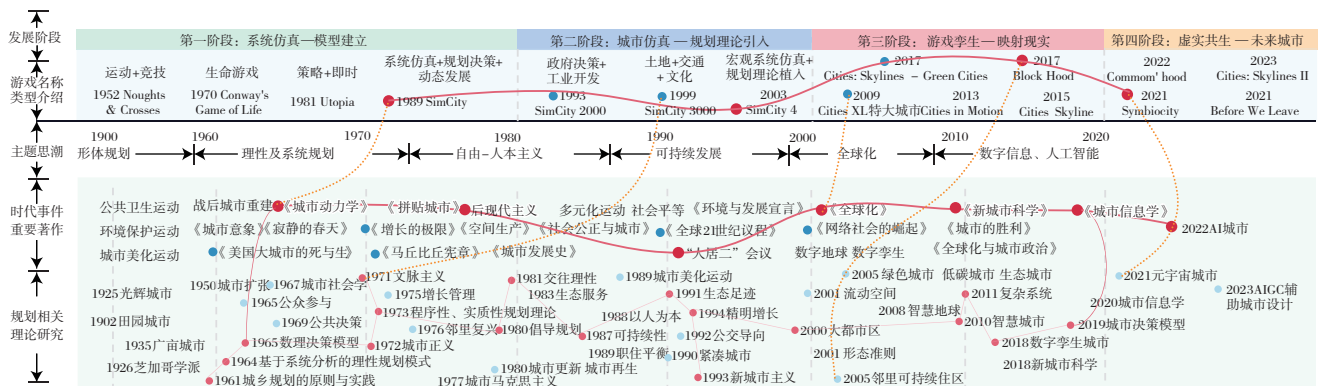 发展阶段
第一阶段：系统仿真—模型建立
第二阶段：城市仿真 — 规划理论引入
第三阶段：游戏孪生—映射现实
第四阶段：虚实共生 — 未来城市
游戏名称
类型介绍
运动+竞技
1952 Noughts
& Crosses
生命游戏
1970 Conway's
Game of Life
策略+即时
1981 Utopia
系统仿真+规划决策+
动态发展
1989 SimCity
政府决策+
工业开发
1993
SimCity 2000
土地+交通
+文化
1999
SimCity 3000
宏观系统仿真+
规划理论植入
2003
SimCity 4
2017
Cities: Skylines – Green Cities
2009
Cities XL特大城市
2013
Cities in Motion
2017
Block Hood
2015
Cities Skyline
2022
Common' hood
2021
Symbiocity
2023
Cities: Skylines II
2021
Before We Leave
1900
1960
1970
1980
1990
2000
2010
2020
主题思潮
形体规划
理性及系统规划
自由–人本主义
可持续发展
全球化
数字信息、人工智能
时代事件
重要著作
公共卫生运动
战后城市重建
《城市动力学》
《拼贴城市》
后现代主义
多元化运动
社会平等
《环境与发展宣言》
《全球化》
《新城市科学》
《城市信息学》
环境保护运动
《城市意象》
《寂静的春天》
《增长的极限》
《空间生产》
《社会公正与城市》
《全球21世纪议程》
《网络社会的崛起》
《城市的胜利》
2022AI城市
城市美化运动
《美国大城市的死与生》
《马丘比丘宪章》
《城市发展史》
“人居二”会议
数字地球 数字孪生
《全球化与城市政治》
规划相关
理论研究
1925光辉城市
1950城市扩张
1967城市社会学
1971文脉主义
1981交往理性
1989城市美化运动
2005 绿色城市
低碳城市 生态城市
2021元宇宙城市
1965公众参与
1975增长管理
1983生态服务
1991生态足迹
2001 流动空间
2011复杂系统
2023AIGC辅
助城市设计
1902田园城市
1969公共决策
1973程序性、实质性规划理论
1988以人为本
1994精明增长
2008 智慧地球
2020城市信息学
1976邻里复兴
1980倡导规划
1987可持续性
1992公交导向
2000大都市区
2010智慧城市
2019城市决策模型
1935广亩城市
1965数理决策模型
1972城市正义
1989职住平衡
1990紧凑城市
2001 形态准则
2018数字孪生城市
1926芝加哥学派
1964基于系统分析的理性规划模式
1980城市更新 城市再生
2018新城市科学
1961城乡规划的原则与实践
1977城市马克思主义
1993新城市主义
2005邻里可持续住区